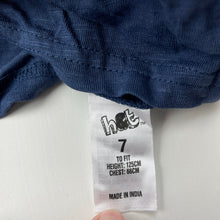 hot
7
TO FIT
HEIGHT: 125CM
CHEST: 66CM
MADE IN INDIA